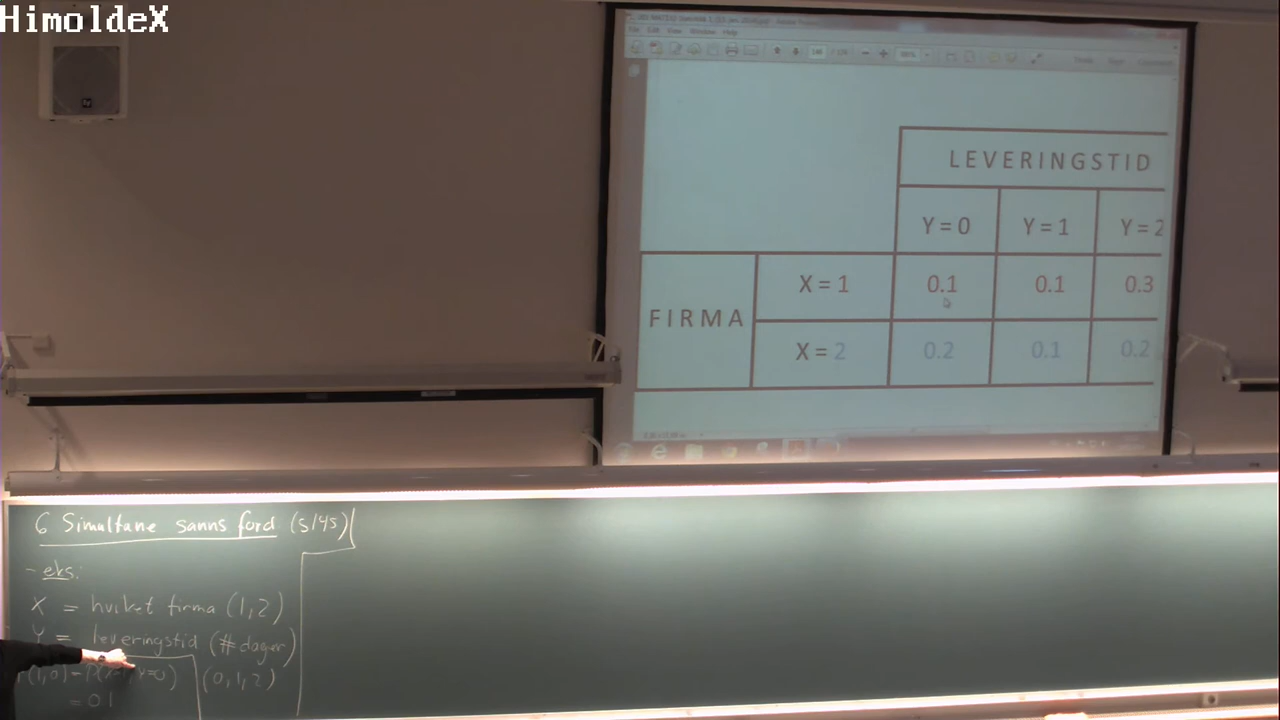 HimoldeX
LEVERINGSTID
Y = 0 Y = 1 Y = 2
FIRMA X = 1 0.1 0.1 0.3
X = 2 0.2 0.1 0.2
6 Simultane sanns ford (s145)
- eks:
X = hvilket firma (1,2)
Y = leveringstid (# dager)
(0,1,2)
= 0.1